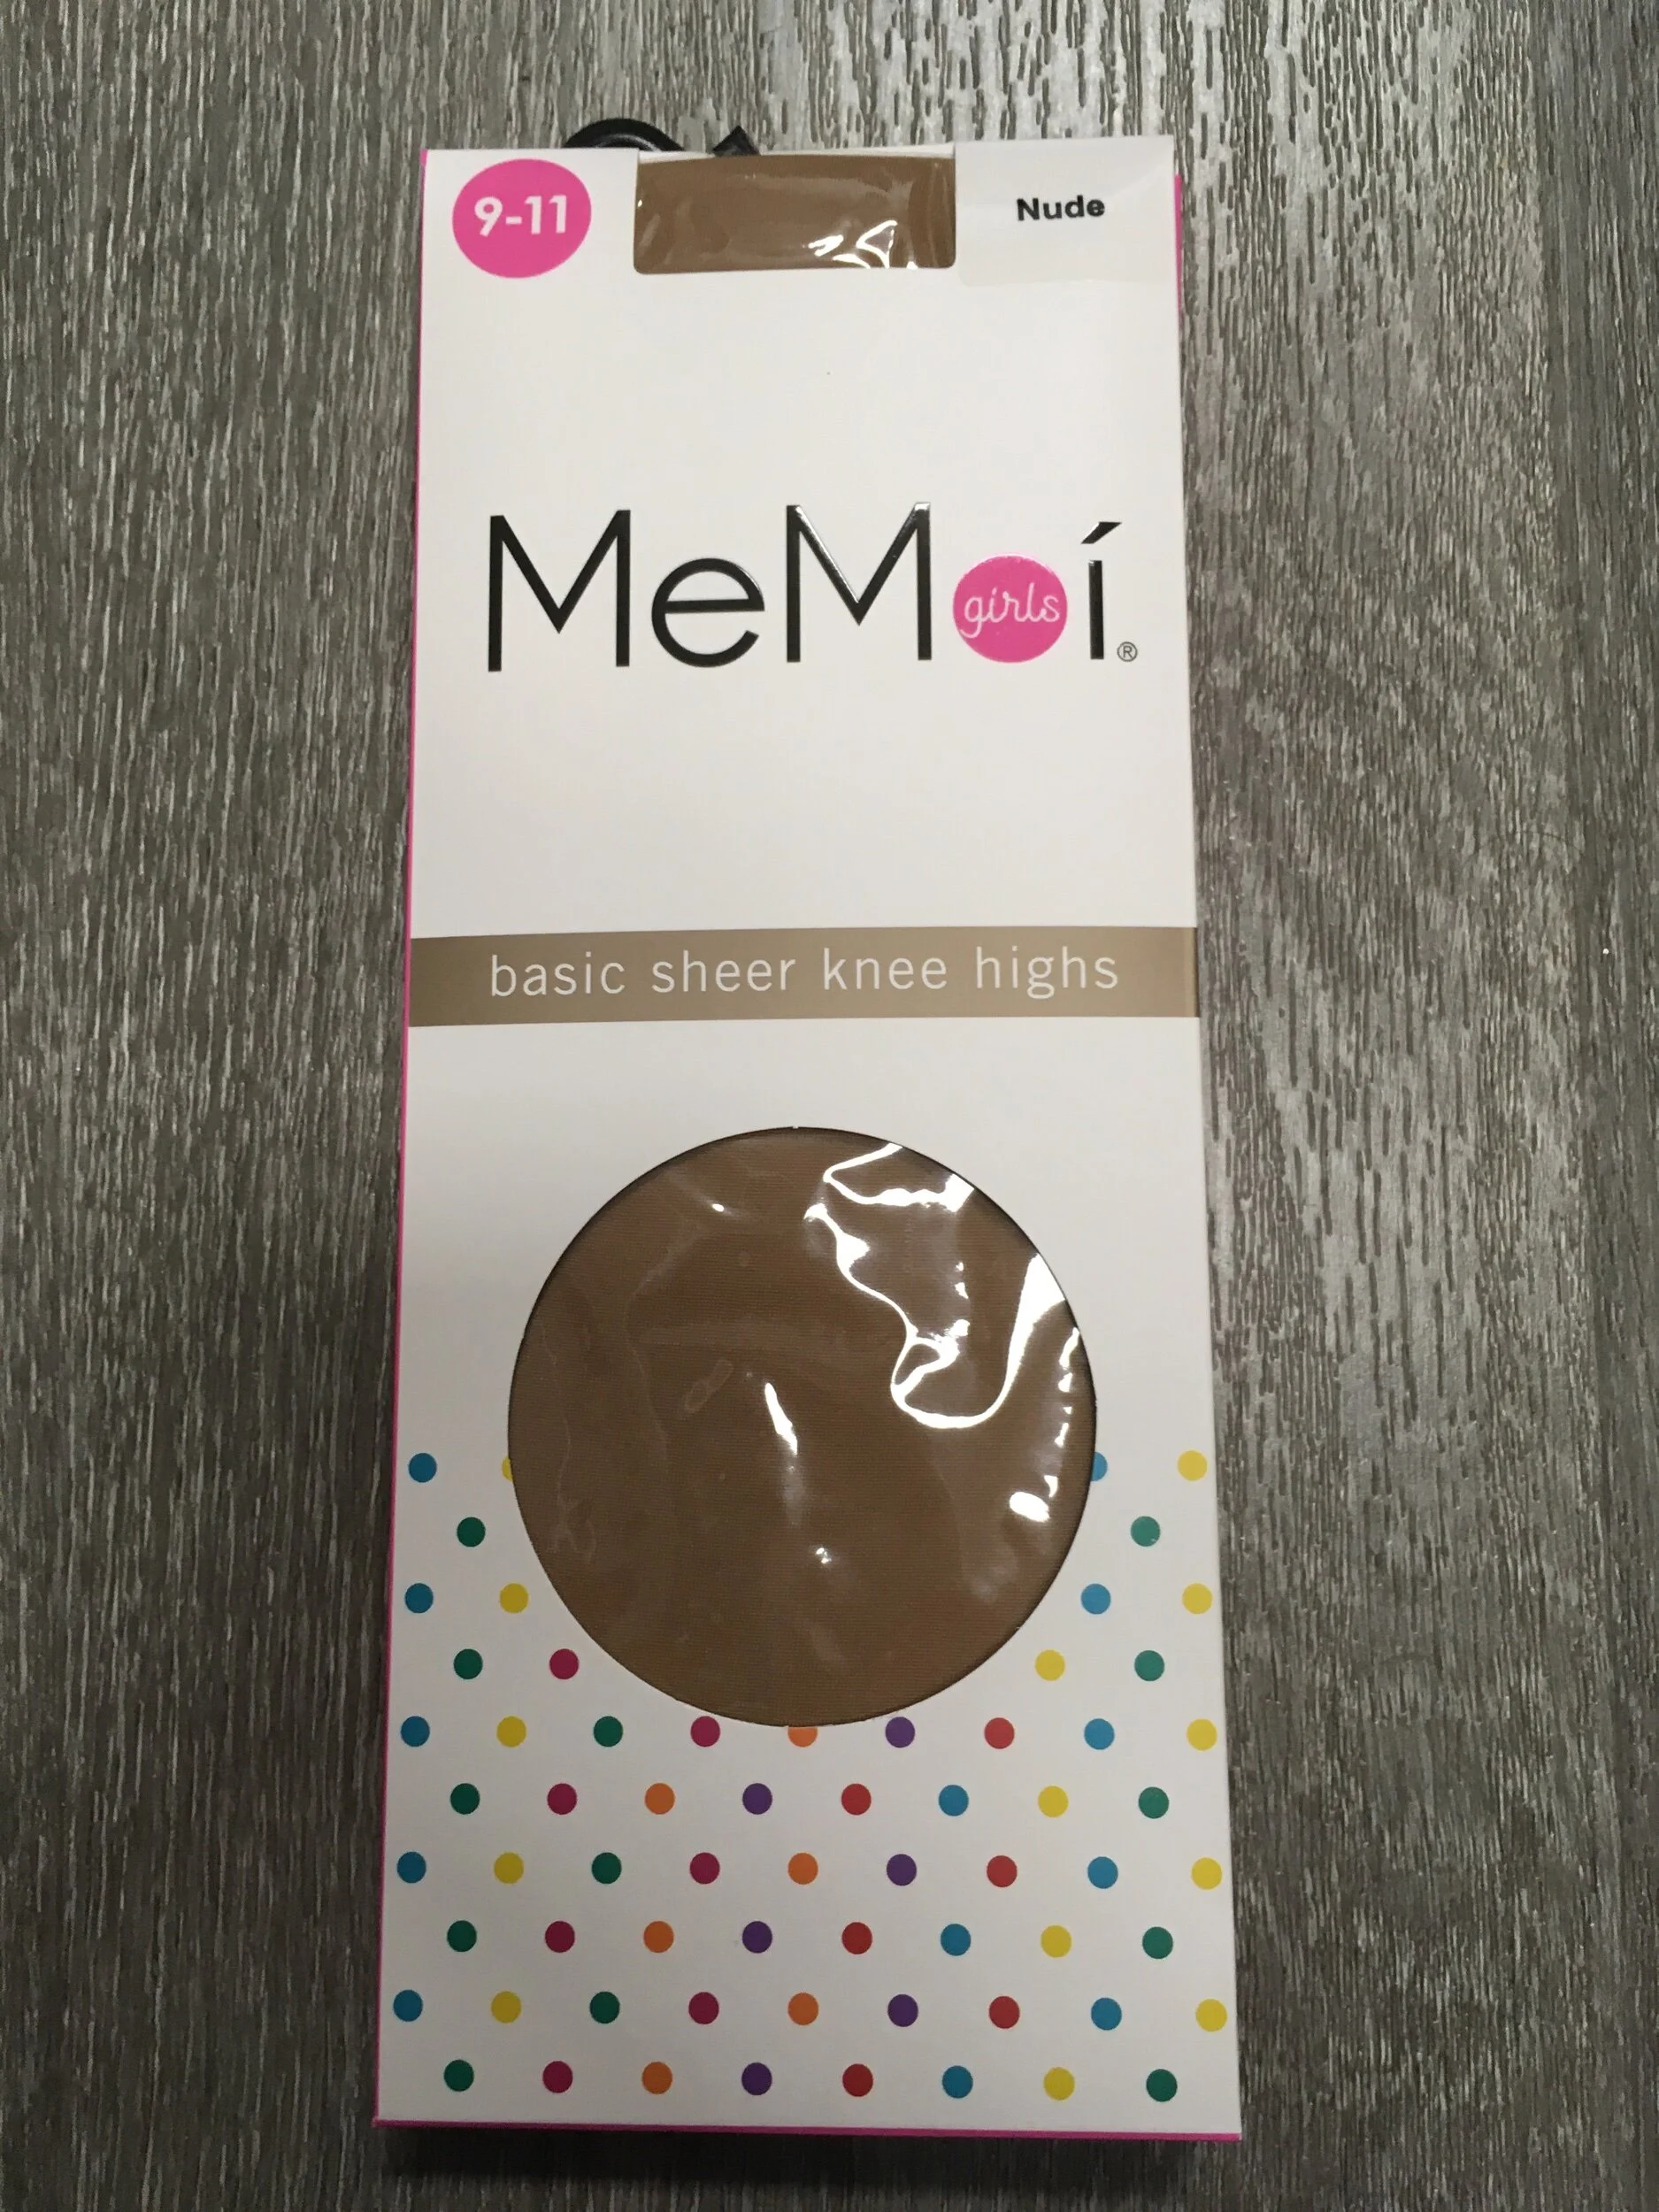 9-11
Nude
MeMoí®
girls
basic sheer knee highs